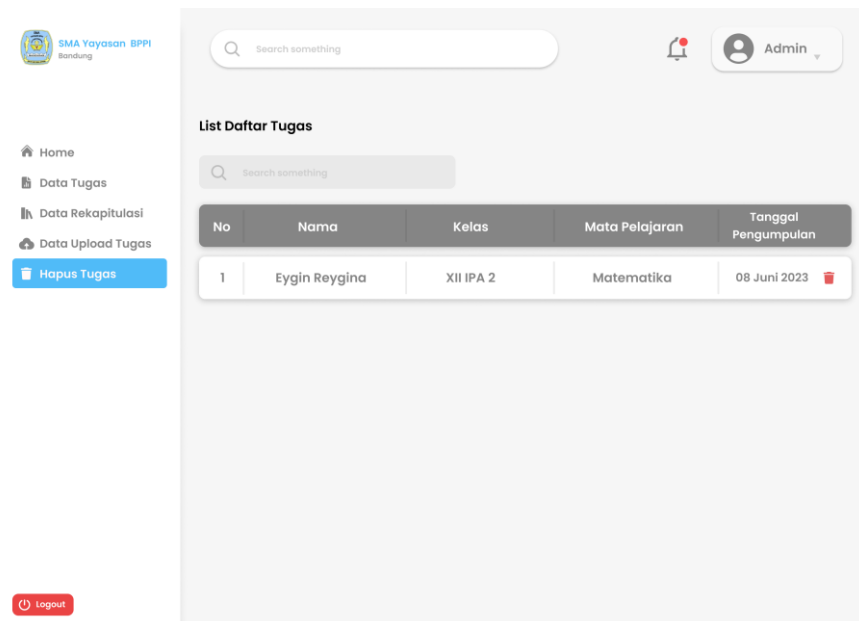 SMA Yayasan BPPI
Bandung
Search something
Admin
Home
Data Tugas
Data Rekapitulasi
Data Upload Tugas
Hapus Tugas
Logout
List Daftar Tugas
Search something
No Nama Kelas Mata Pelajaran Tanggal Pengumpulan
1 Eygin Reygina XII IPA 2 Matematika 08 Juni 2023